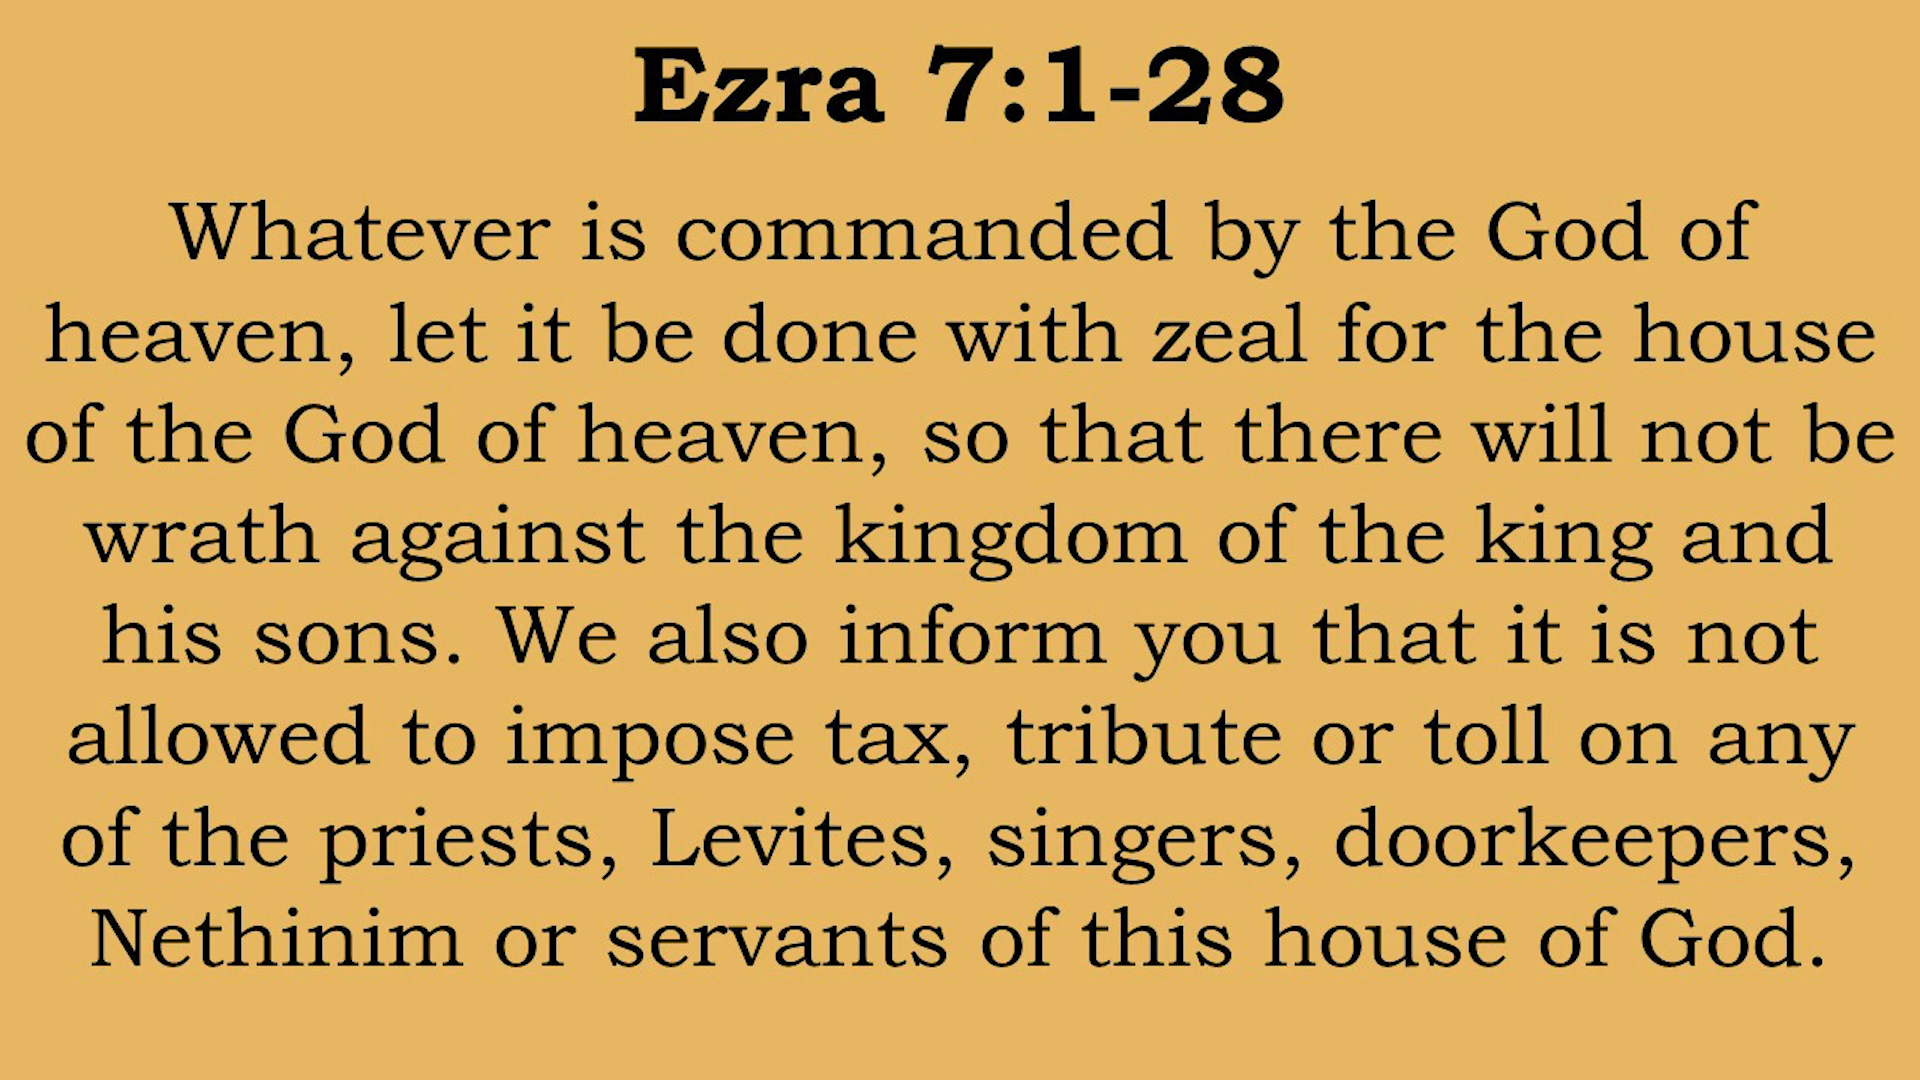 Ezra 7:1-28
Whatever is commanded by the God of
heaven, let it be done with zeal for the house
of the God of heaven, so that there will not be
wrath against the kingdom of the king and
his sons. We also inform you that it is not
allowed to impose tax, tribute or toll on any
of the priests, Levites, singers, doorkeepers,
Nethinim or servants of this house of God.